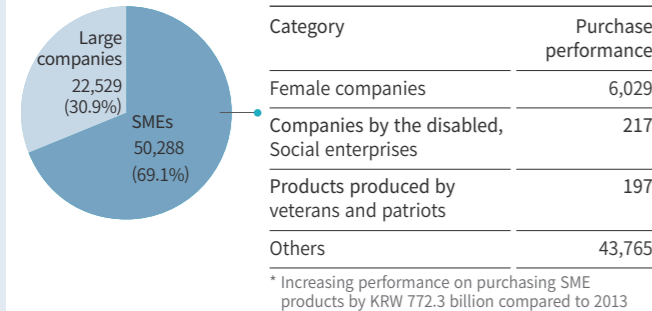 Large
companies
22,529
(30.9%)
SMEs
50,288
(69.1%)
Category
Purchase
performance
Female companies
6,029
Companies by the disabled,
Social enterprises
217
Products produced by
veterans and patriots
197
Others
43,765
* Increasing performance on purchasing SME
products by KRW 772.3 billion compared to 2013